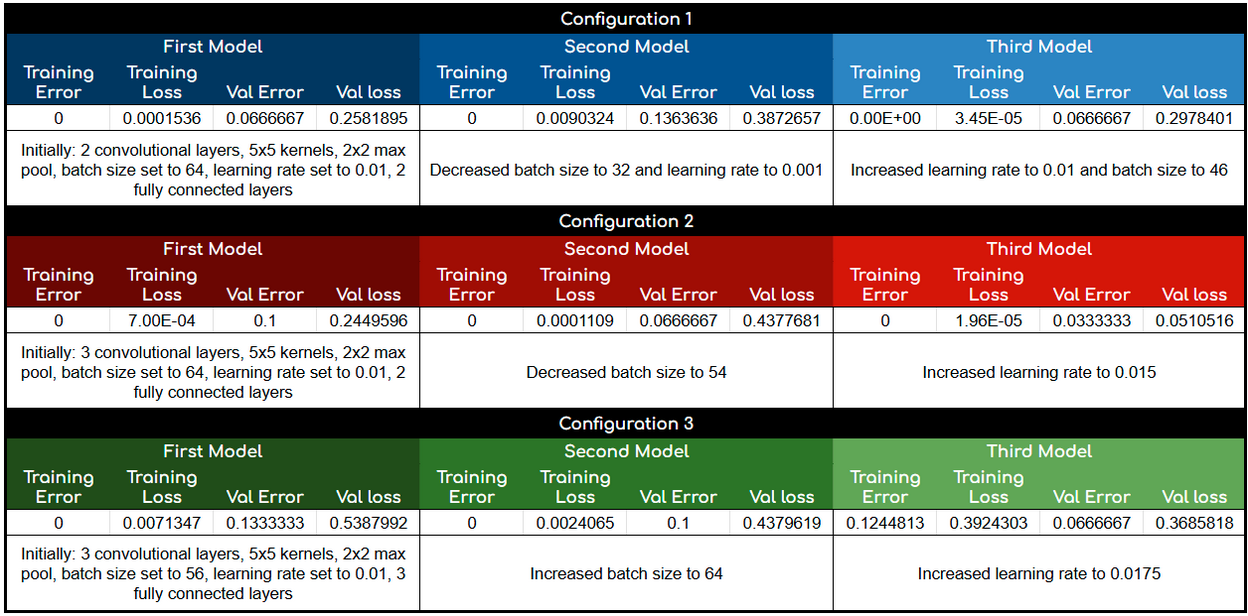 Configuration 1
First Model Second Model Third Model
Training Error Training Loss Val Error Val loss Training Error Training Loss Val Error Val loss Training Error Training Loss Val Error Val loss
0 0.0001536 0.0666667 0.2581895 0 0.0090324 0.1363636 0.3872657 0.00E+00 3.45E-05 0.0666667 0.2978401
Initially: 2 convolutional layers, 5x5 kernels, 2x2 max
pool, batch size set to 64, learning rate set to 0.01, 2
fully connected layers
Decreased batch size to 32 and learning rate to 0.001
Increased learning rate to 0.01 and batch size to 46
Configuration 2
First Model Second Model Third Model
Training Error Training Loss Val Error Val loss Training Error Training Loss Val Error Val loss Training Error Training Loss Val Error Val loss
0 7.00E-04 0.1 0.2449596 0 0.0001109 0.0666667 0.4377681 0 1.96E-05 0.0333333 0.0510516
Initially: 3 convolutional layers, 5x5 kernels, 2x2 max
pool, batch size set to 64, learning rate set to 0.01, 2
fully connected layers
Decreased batch size to 54
Increased learning rate to 0.015
Configuration 3
First Model Second Model Third Model
Training Error Training Loss Val Error Val loss Training Error Training Loss Val Error Val loss Training Error Training Loss Val Error Val loss
0 0.0071347 0.1333333 0.5387992 0 0.0024065 0.1 0.4379619 0.1244813 0.3924303 0.0666667 0.3685818
Initially: 3 convolutional layers, 5x5 kernels, 2x2 max
pool, batch size set to 56, learning rate set to 0.01, 3
fully connected layers
Increased batch size to 64
Increased learning rate to 0.0175